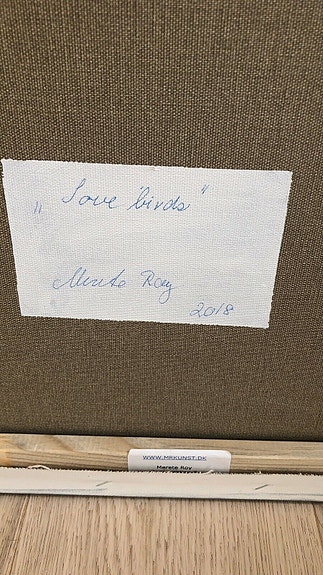 „ Love birds "
Merete Roy
2018
WWW.MRKUNST.DK
Merete Roy